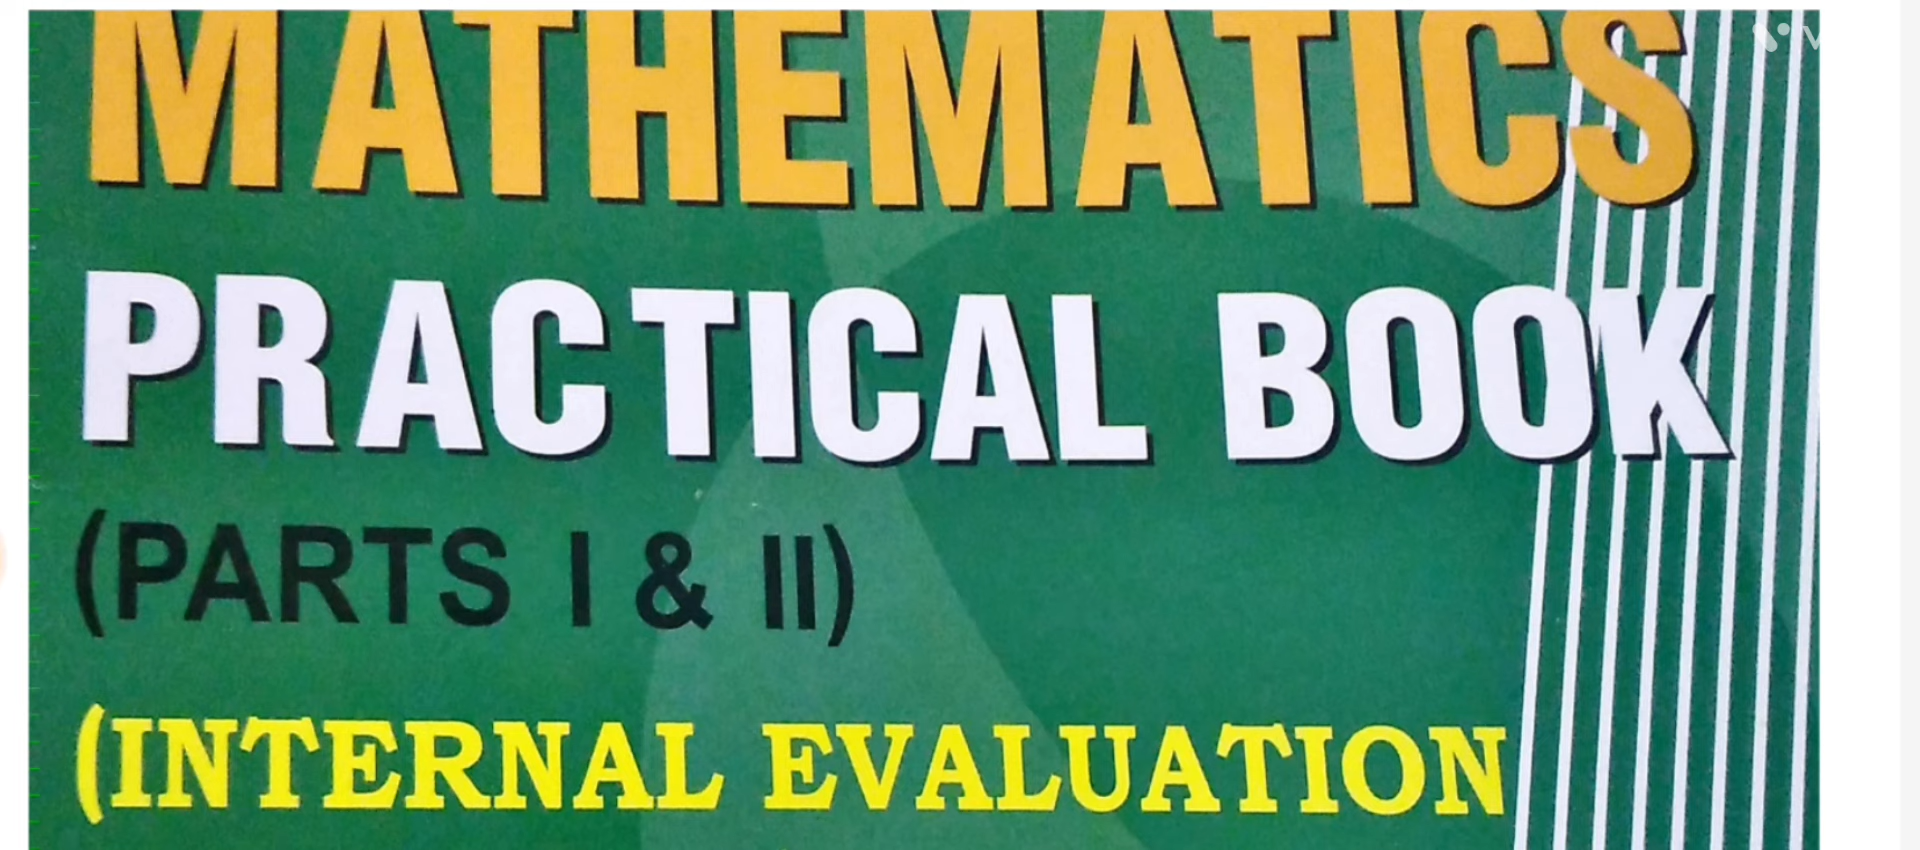 MATHEMATICS
PRACTICAL BOOK
(PARTS I & II)
(INTERNAL EVALUATION